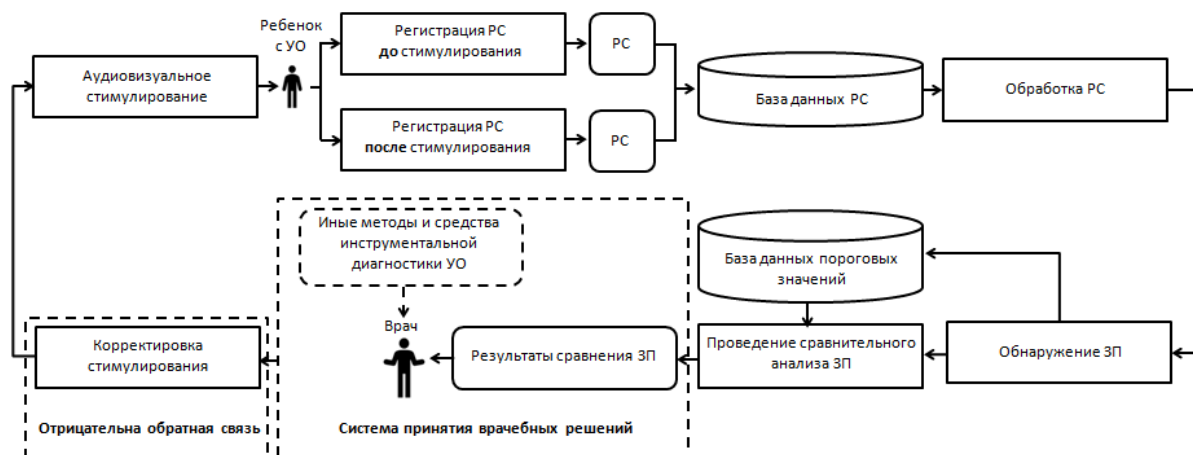 Ребенок
с УО
Аудиовизуальное
стимулирование
Регистрация РС
до стимулирования
РС
Регистрация РС
после стимулирования
РС
База данных РС
Обработка РС
Иные методы и средства
инструментальной
диагностики УО
Врач
Результаты сравнения ЗП
База данных пороговых
значений
Проведение сравнительного
анализа ЗП
Обнаружение ЗП
Корректировка
стимулирования
Отрицательна обратная связь
Система принятия врачебных решений